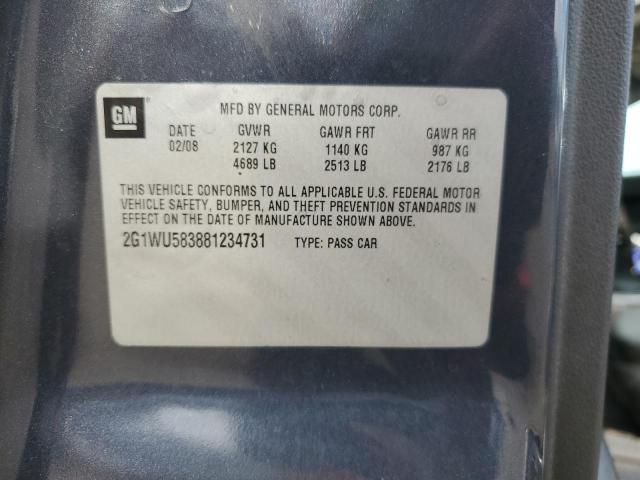 GM
MFD BY GENERAL MOTORS CORP.
DATE GVWR GAWR FRT GAWR RR
02/08 2127 KG 1140 KG 987 KG
4689 LB 2513 LB 2176 LB
THIS VEHICLE CONFORMS TO ALL APPLICABLE U.S. FEDERAL MOTOR
VEHICLE SAFETY, BUMPER, AND THEFT PREVENTION STANDARDS IN
EFFECT ON THE DATE OF MANUFACTURE SHOWN ABOVE.
2G1WU583881234731 TYPE: PASS CAR